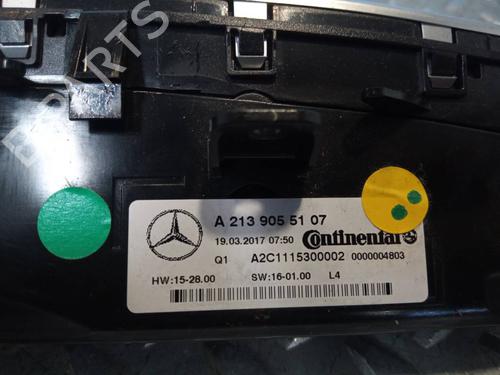 B-PARTS
A 213 905 51 07
19.03.2017 07:50 Continental
Q1 A2C1115300002 0000004803
HW:15-28.00 SW:16-01.00 L4